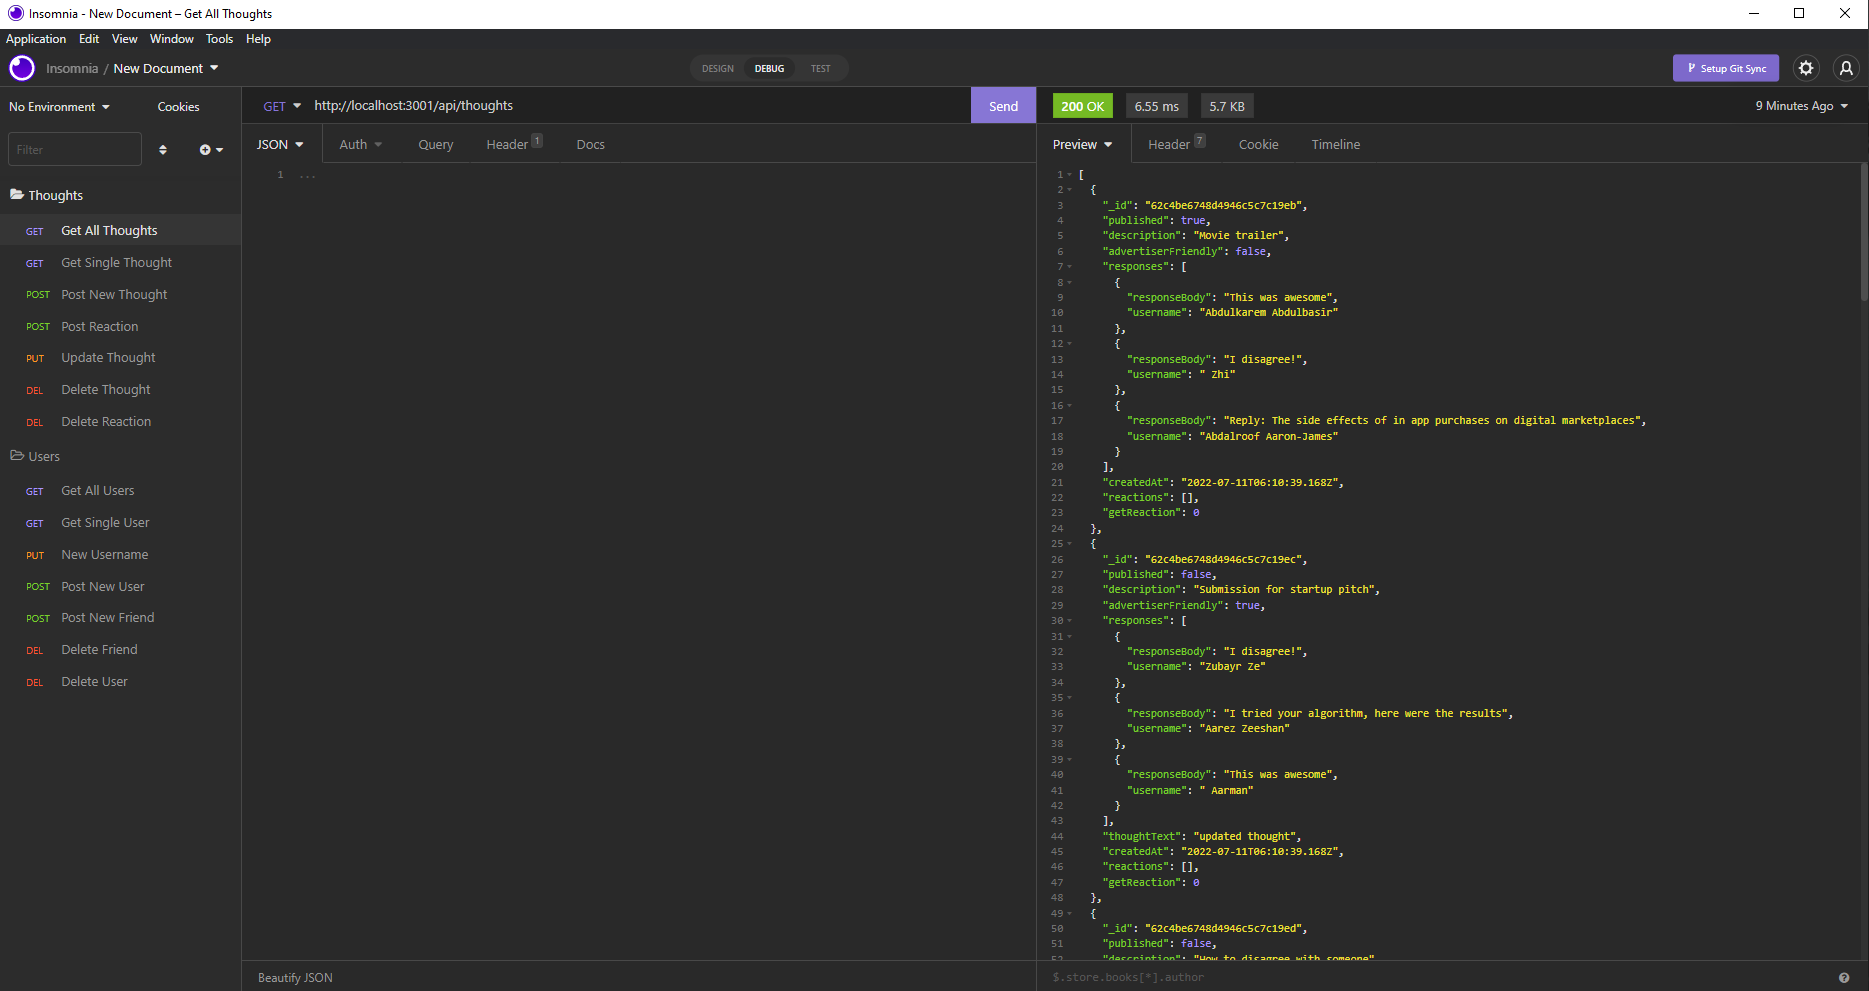 Insomnia - New Document – Get All Thoughts
Application Edit View Window Tools Help
Insomnia / New Document
DESIGN DEBUG TEST
Setup Git Sync
No Environment Cookies
Filter
Thoughts
GET Get All Thoughts
GET Get Single Thought
POST Post New Thought
POST Post Reaction
PUT Update Thought
DEL Delete Thought
DEL Delete Reaction
Users
GET Get All Users
GET Get Single User
PUT New Username
POST Post New User
POST Post New Friend
DEL Delete Friend
DEL Delete User
GET http://localhost:3001/api/thoughts Send
JSON Auth Query Header 1 Docs
1 ...
Beautify JSON
200 OK 6.55 ms 5.7 KB 9 Minutes Ago
Preview Header 7 Cookie Timeline
1 [
2 {
3 "_id": "62c4be6748d4946c5c7c19eb",
4 "published": true,
5 "description": "Movie trailer",
6 "advertiserFriendly": false,
7 "responses": [
8 {
9 "responseBody": "This was awesome",
10 "username": "Abdulkarem Abdulbasir"
11 },
12 {
13 "responseBody": "I disagree!",
14 "username": " Zhi"
15 },
16 {
17 "responseBody": "Reply: The side effects of in app purchases on digital marketplaces",
18 "username": "Abdalroof Aaron-James"
19 }
20 ],
21 "createdAt": "2022-07-11T06:10:39.168Z",
22 "reactions": [],
23 "getReaction": 0
24 },
25 {
26 "_id": "62c4be6748d4946c5c7c19ec",
27 "published": false,
28 "description": "Submission for startup pitch",
29 "advertiserFriendly": true,
30 "responses": [
31 {
32 "responseBody": "I disagree!",
33 "username": "Zubayr Ze"
34 },
35 {
36 "responseBody": "I tried your algorithm, here were the results",
37 "username": "Aarez Zeeshan"
38 },
39 {
40 "responseBody": "This was awesome",
41 "username": " Aarman"
42 }
43 ],
44 "thoughtText": "updated thought",
45 "createdAt": "2022-07-11T06:10:39.168Z",
46 "reactions": [],
47 "getReaction": 0
48 },
49 {
50 "_id": "62c4be6748d4946c5c7c19ed",
51 "published": false,
52 "description": "How to disagree with someone"
$.store.books[*].author